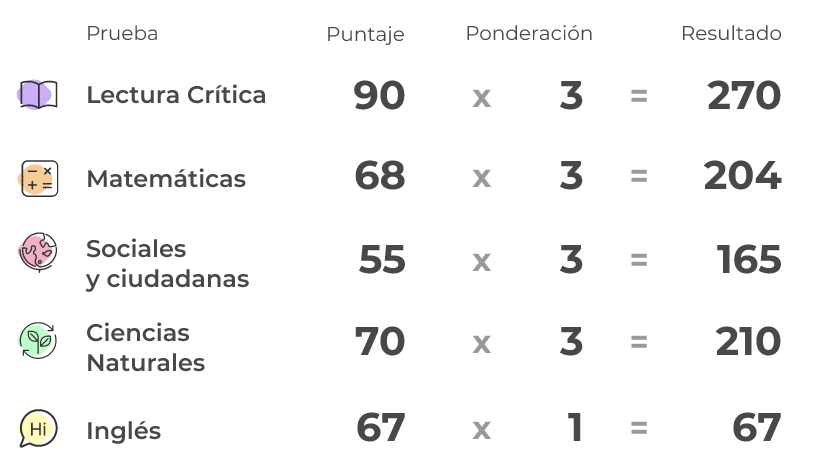 Prueba Puntaje Ponderación Resultado
Lectura Crítica 90 x 3 = 270
Matemáticas 68 x 3 = 204
Sociales
y ciudadanas 55 x 3 = 165
Ciencias
Naturales 70 x 3 = 210
Hi Inglés 67 x 1 = 67